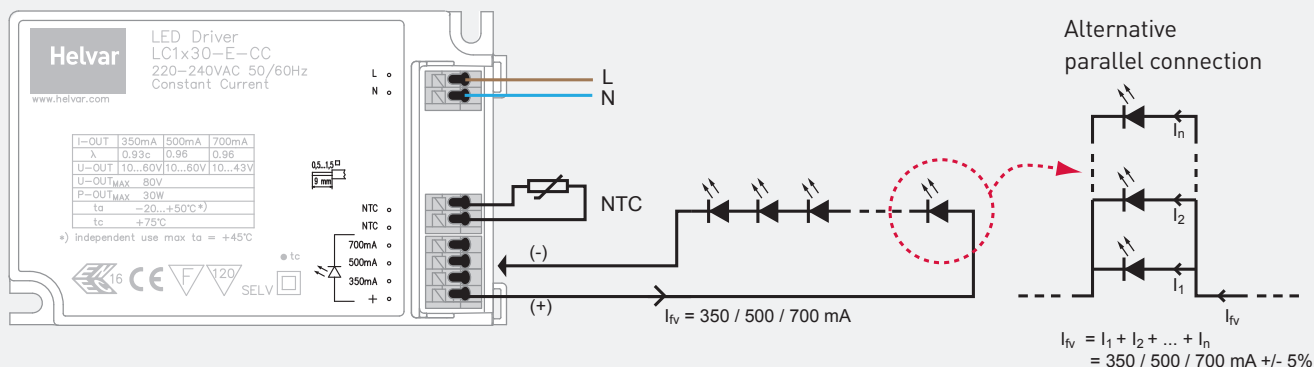 Helvar
www.helvar.com
LED Driver
LC1x30-E-CC
220-240VAC 50/60Hz
Constant Current
I-OUT 350mA 500mA 700mA
λ 0.93c 0.96 0.96
U-OUT 10...60V 10...60V 10...43V
U-OUTMAX 80V
P-OUTMAX 30W
ta -20...+50°C*)
tc +75°C
*) Independent use max ta = +45°C
16
F
120
SELV
tc
0,5...1,5
9 mm
L
N
NTC
NTC
700mA
500mA
350mA
+
L
N
NTC
(-)
(+)
Ifv = 350 / 500 / 700 mA
Alternative
parallel connection
In
I2
I1
Ifv
Ifv = I1 + I2 + ... + In
= 350 / 500 / 700 mA +/- 5%